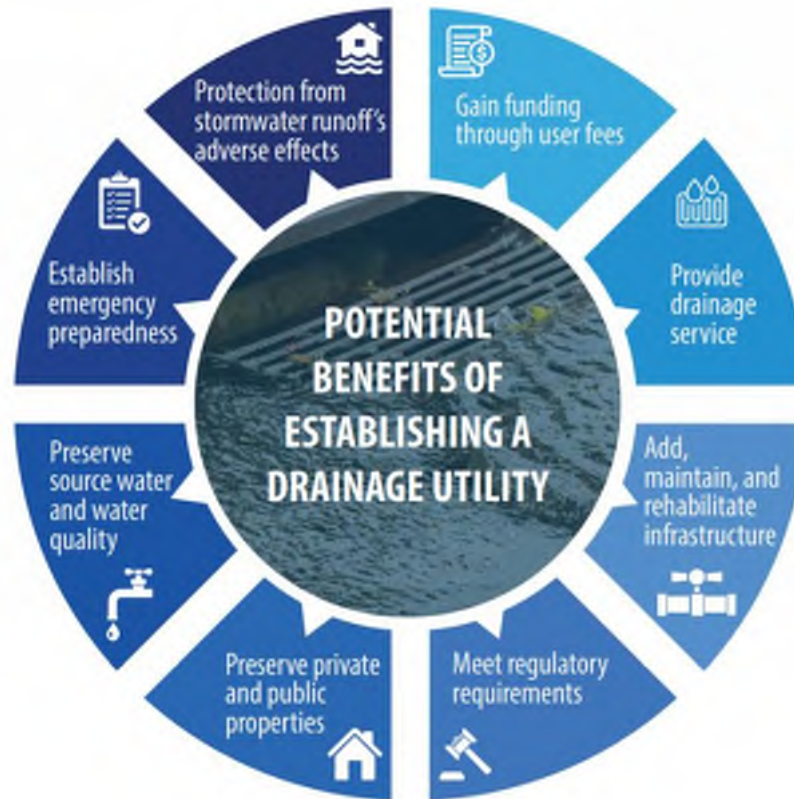 POTENTIAL
BENEFITS OF
ESTABLISHING A
DRAINAGE UTILITY
Gain funding
through user fees
Provide
drainage
service
Add,
maintain, and
rehabilitate
infrastructure
Meet regulatory
requirements
Preserve private
and public
properties
Preserve
source water
and water
quality
Establish
emergency
preparedness
Protection from
stormwater runoff's
adverse effects